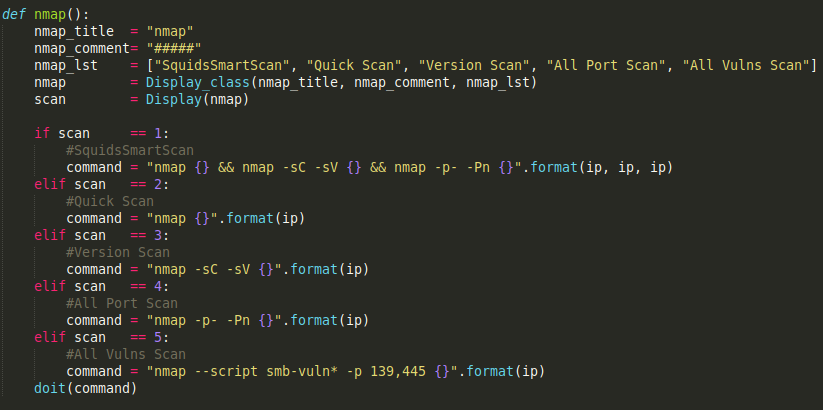 def nmap():
    nmap_title  = "nmap"
    nmap_comment= "#####"
    nmap_lst    = ["SquidsSmartScan", "Quick Scan", "Version Scan", "All Port Scan", "All Vulns Scan"]
    nmap        = Display_class(nmap_title, nmap_comment, nmap_lst)
    scan        = Display(nmap)

    if scan     == 1:
        #SquidsSmartScan
        command = "nmap {} && nmap -sC -sV {} && nmap -p- -Pn {}".format(ip, ip, ip)
    elif scan   == 2:
        #Quick Scan
        command = "nmap {}".format(ip)
    elif scan   == 3:
        #Version Scan
        command = "nmap -sC -sV {}".format(ip)
    elif scan   == 4:
        #All Port Scan
        command = "nmap -p- -Pn {}".format(ip)
    elif scan   == 5:
        #All Vulns Scan
        command = "nmap --script smb-vuln* -p 139,445 {}".format(ip)
    doit(command)